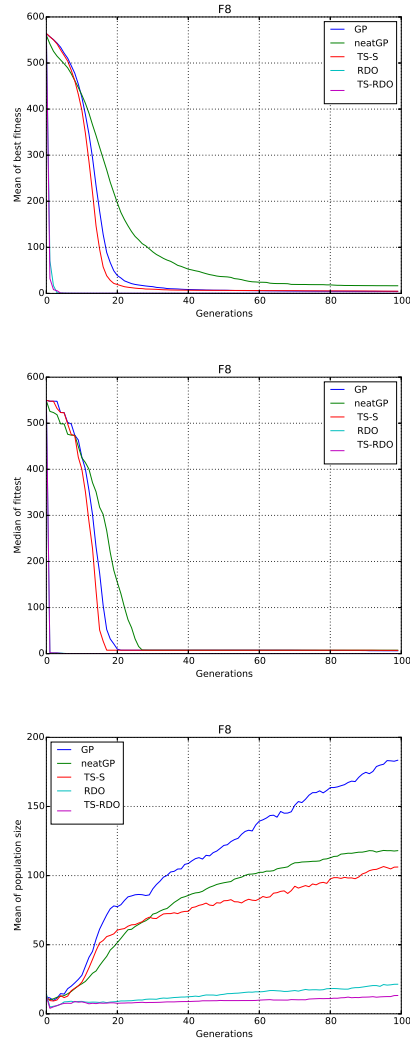 F8
600
500
400
300
200
100
0
Mean of best fitness
GP
neatGP
TS-S
RDO
TS-RDO
0 20 40 60 80 100
Generations
F8
600
500
400
300
200
100
0
Median of fittest
GP
neatGP
TS-S
RDO
TS-RDO
0 20 40 60 80 100
Generations
F8
200
150
100
50
0
Mean of population size
GP
neatGP
TS-S
RDO
TS-RDO
0 20 40 60 80 100
Generations